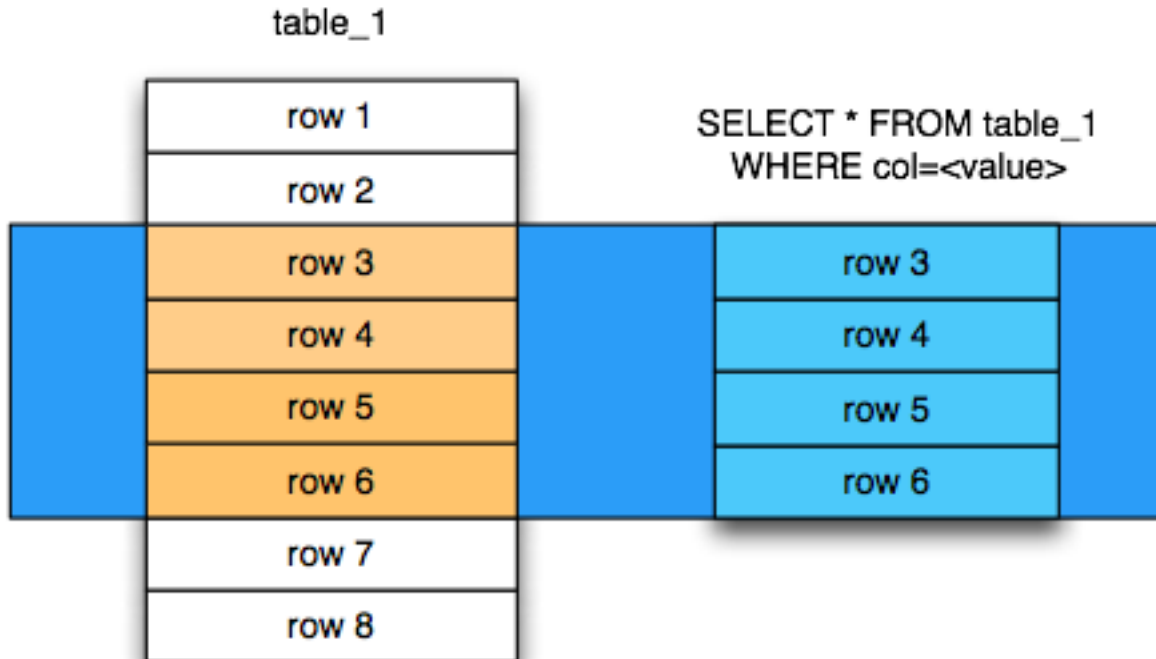 table_1
row 1
row 2
row 3
row 4
row 5
row 6
row 7
row 8
SELECT * FROM table_1
WHERE col=<value>
row 3
row 4
row 5
row 6